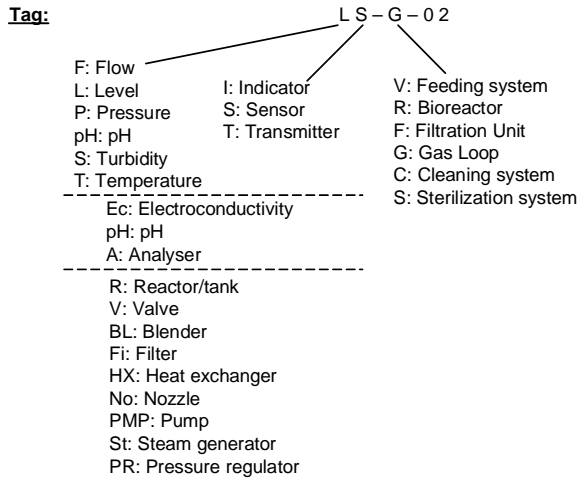 Tag: L S – G – 0 2
F: Flow
L: Level
P: Pressure
pH: pH
S: Turbidity
T: Temperature
I: Indicator
S: Sensor
T: Transmitter
V: Feeding system
R: Bioreactor
F: Filtration Unit
G: Gas Loop
C: Cleaning system
S: Sterilization system
Ec: Electroconductivity
pH: pH
A: Analyser
R: Reactor/tank
V: Valve
BL: Blender
Fi: Filter
HX: Heat exchanger
No: Nozzle
PMP: Pump
St: Steam generator
PR: Pressure regulator